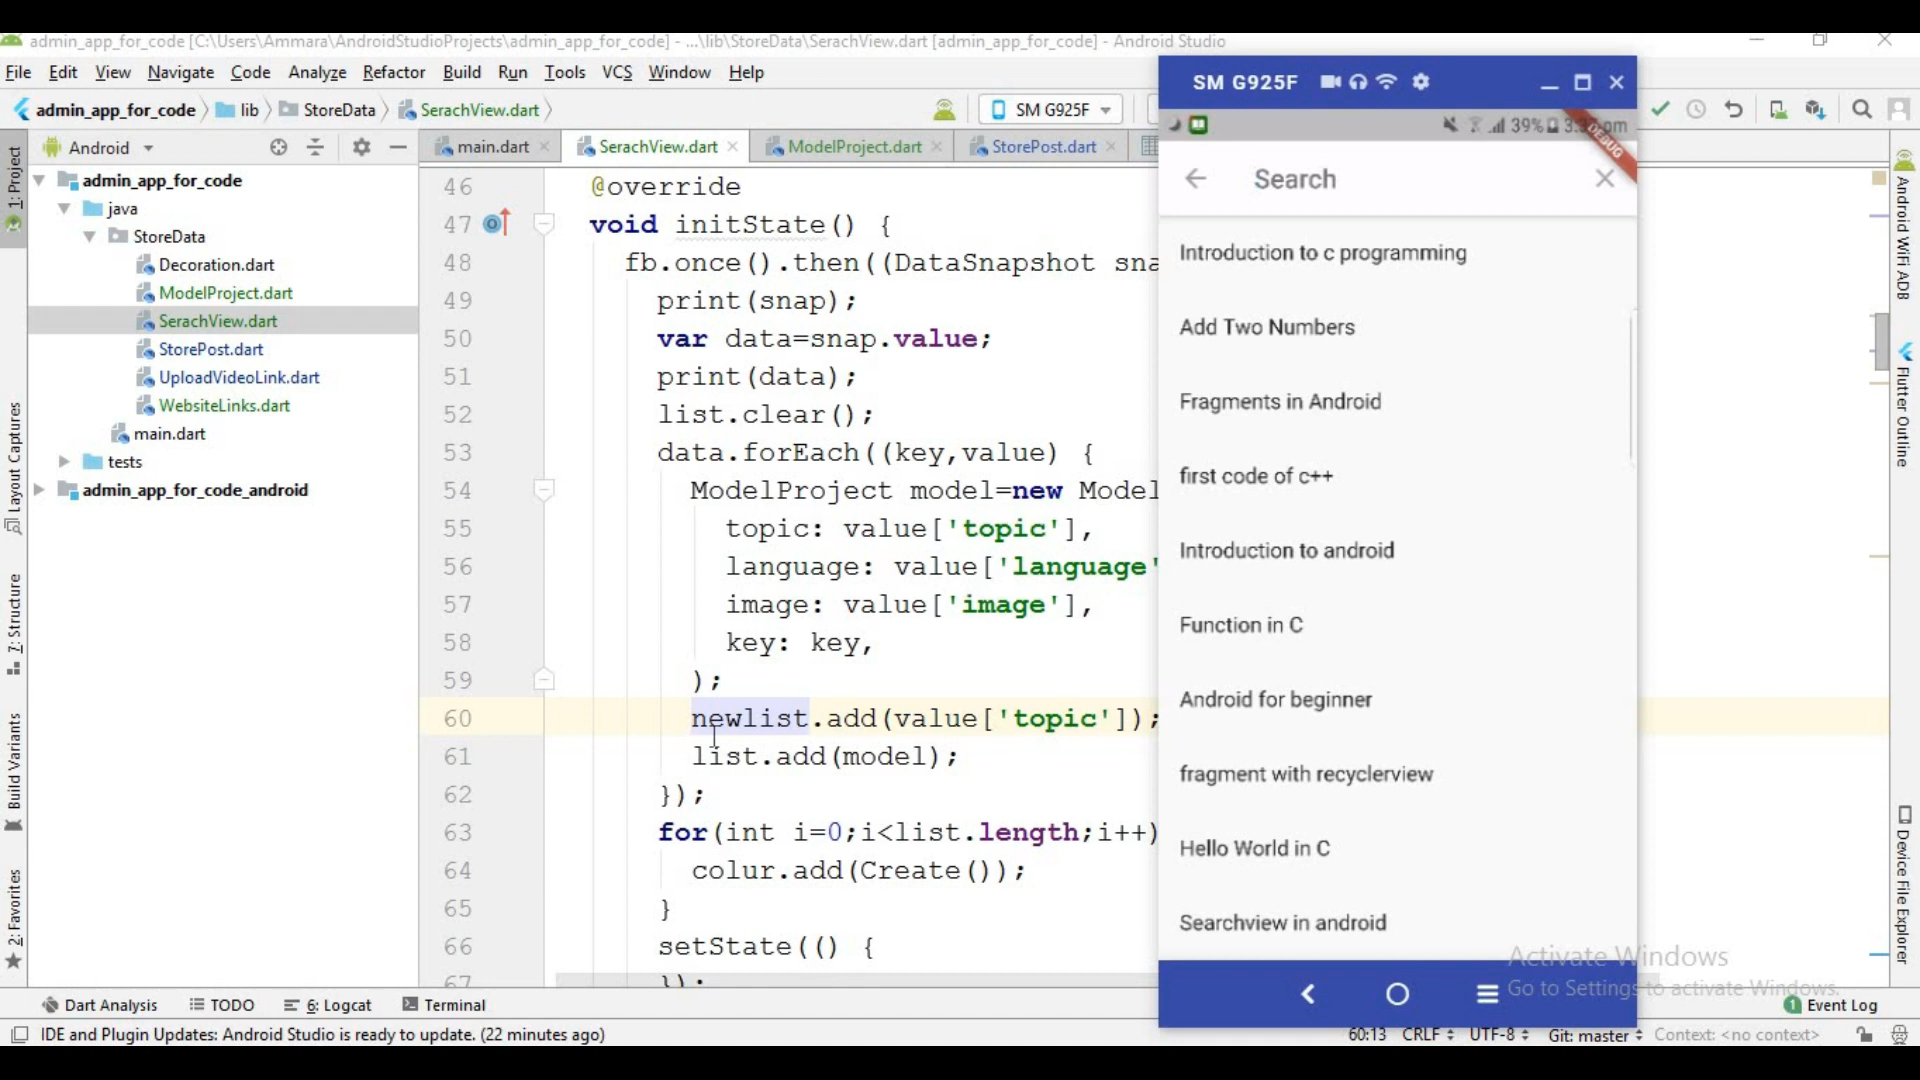 admin_app_for_code [C:\Users\Ammara\AndroidStudioProjects\admin_app_for_code] - ...\lib\StoreData\SerachView.dart [admin_app_for_code] - Android Studio
File Edit View Navigate Code Analyze Refactor Build Run Tools VCS Window Help
admin_app_for_code lib StoreData SerachView.dart
SM G925F
Android
main.dart SerachView.dart ModelProject.dart StorePost.dart
1: Project
Layout Captures
7: Structure
Build Variants
2: Favorites
admin_app_for_code
java
StoreData
Decoration.dart
ModelProject.dart
SerachView.dart
StorePost.dart
UploadVideoLink.dart
WebsiteLinks.dart
main.dart
tests
admin_app_for_code_android
46 @override
47 void initState() {
48 fb.once().then((DataSnapshot sna
49 print(snap);
50 var data=snap.value;
51 print(data);
52 list.clear();
53 data.forEach((key,value) {
54 ModelProject model=new Model
55 topic: value['topic'],
56 language: value['language'
57 image: value['image'],
58 key: key,
59 );
60 newlist.add(value['topic']);
61 list.add(model);
62 });
63 for(int i=0;i<list.length;i++)
64 colur.add(Create());
65 }
66 setState(() {
67 });
SM G925F
39% pm
DEBUG
Search
Introduction to c programming
Add Two Numbers
Fragments in Android
first code of c++
Introduction to android
Function in C
Android for beginner
fragment with recyclerview
Hello World in C
Searchview in android
Android WiFi ADB
Flutter Outline
Device File Explorer
Activate Windows
Go to Settings to activate Windows.
Dart Analysis TODO 6: Logcat Terminal 1 Event Log
IDE and Plugin Updates: Android Studio is ready to update. (22 minutes ago) 60:13 CRLF UTF-8 Git: master Context: <no context>